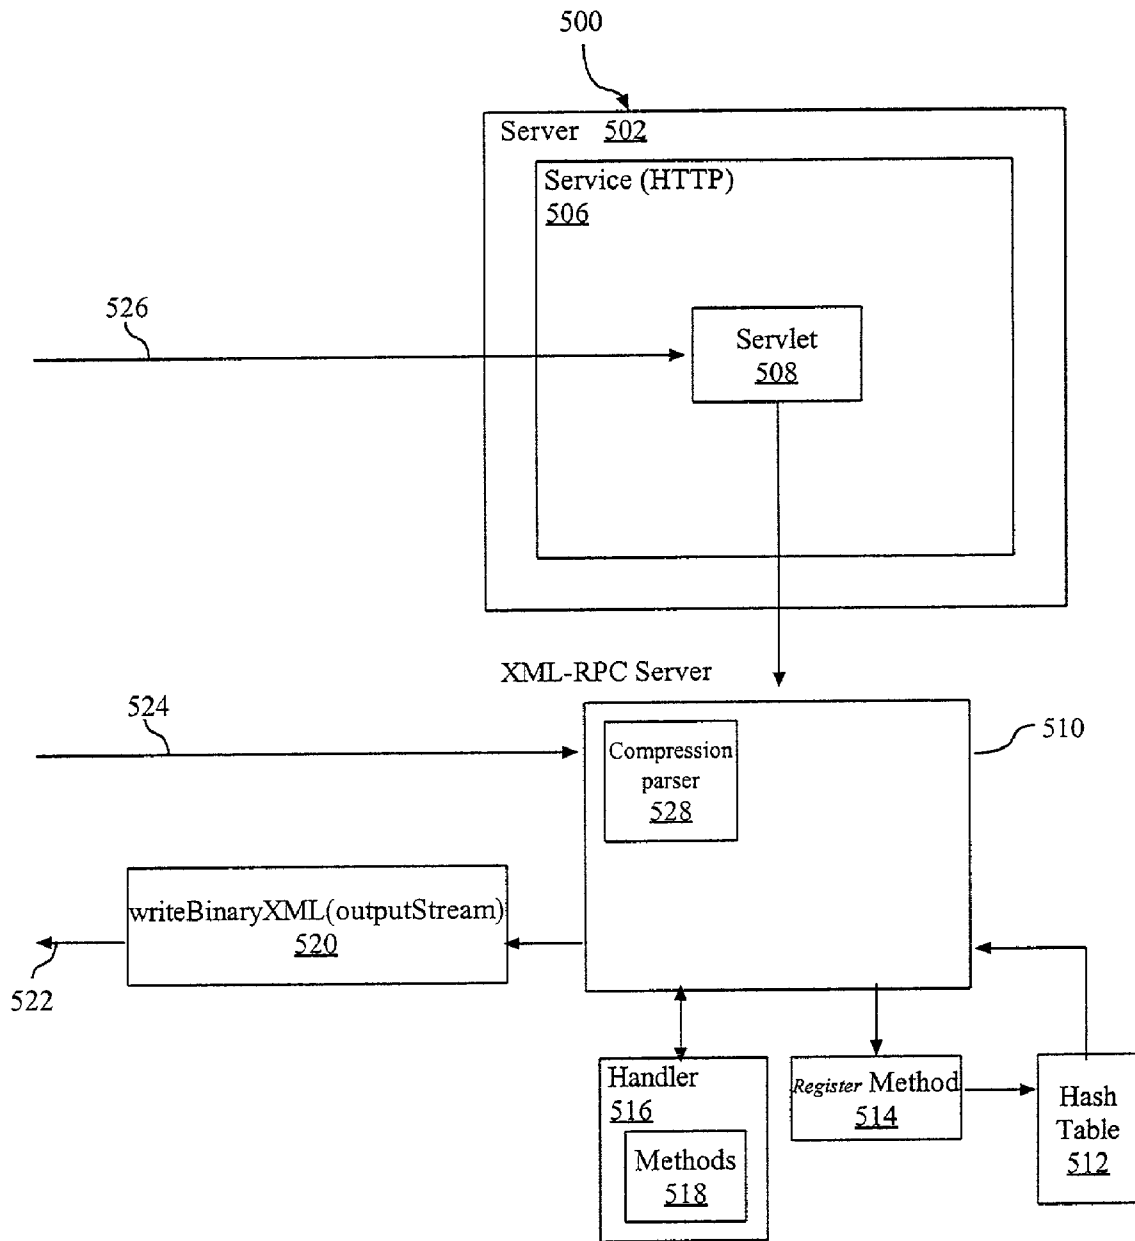 500
Server 502
Service (HTTP)
506
526
Servlet
508
XML-RPC Server
524
510
Compression
parser
528
writeBinaryXML(outputStream)
520
522
Handler
516
Methods
518
Register Method
514
Hash
Table
512